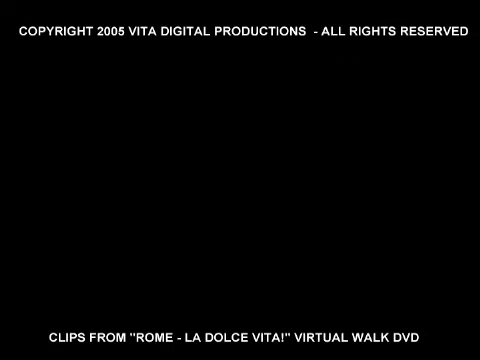 COPYRIGHT 2005 VITA DIGITAL PRODUCTIONS - ALL RIGHTS RESERVED
CLIPS FROM "ROME - LA DOLCE VITA!" VIRTUAL WALK DVD